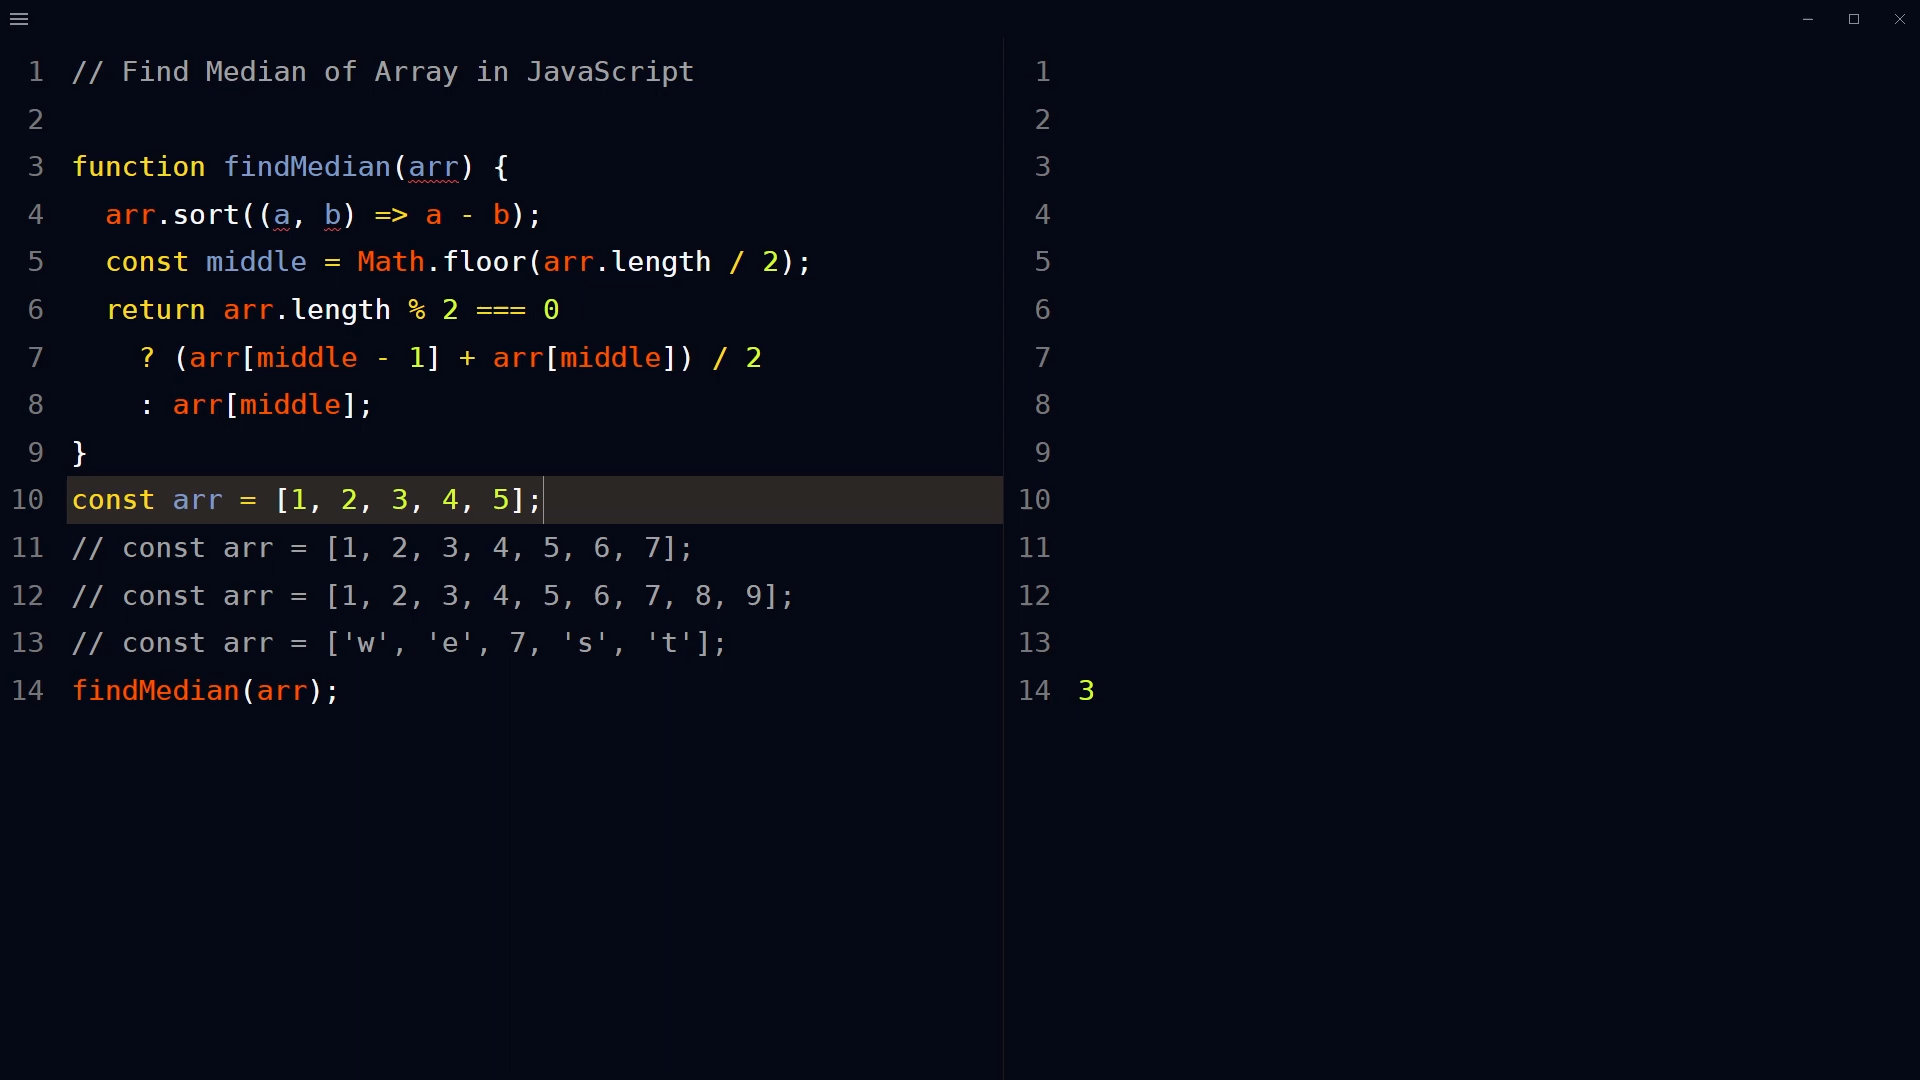 1 // Find Median of Array in JavaScript
2
3 function findMedian(arr) {
4   arr.sort((a, b) => a - b);
5   const middle = Math.floor(arr.length / 2);
6   return arr.length % 2 === 0
7     ? (arr[middle - 1] + arr[middle]) / 2
8     : arr[middle];
9 }
10 const arr = [1, 2, 3, 4, 5];
11 // const arr = [1, 2, 3, 4, 5, 6, 7];
12 // const arr = [1, 2, 3, 4, 5, 6, 7, 8, 9];
13 // const arr = ['w', 'e', 7, 's', 't'];
14 findMedian(arr);
1
2
3
4
5
6
7
8
9
10
11
12
13
14 3